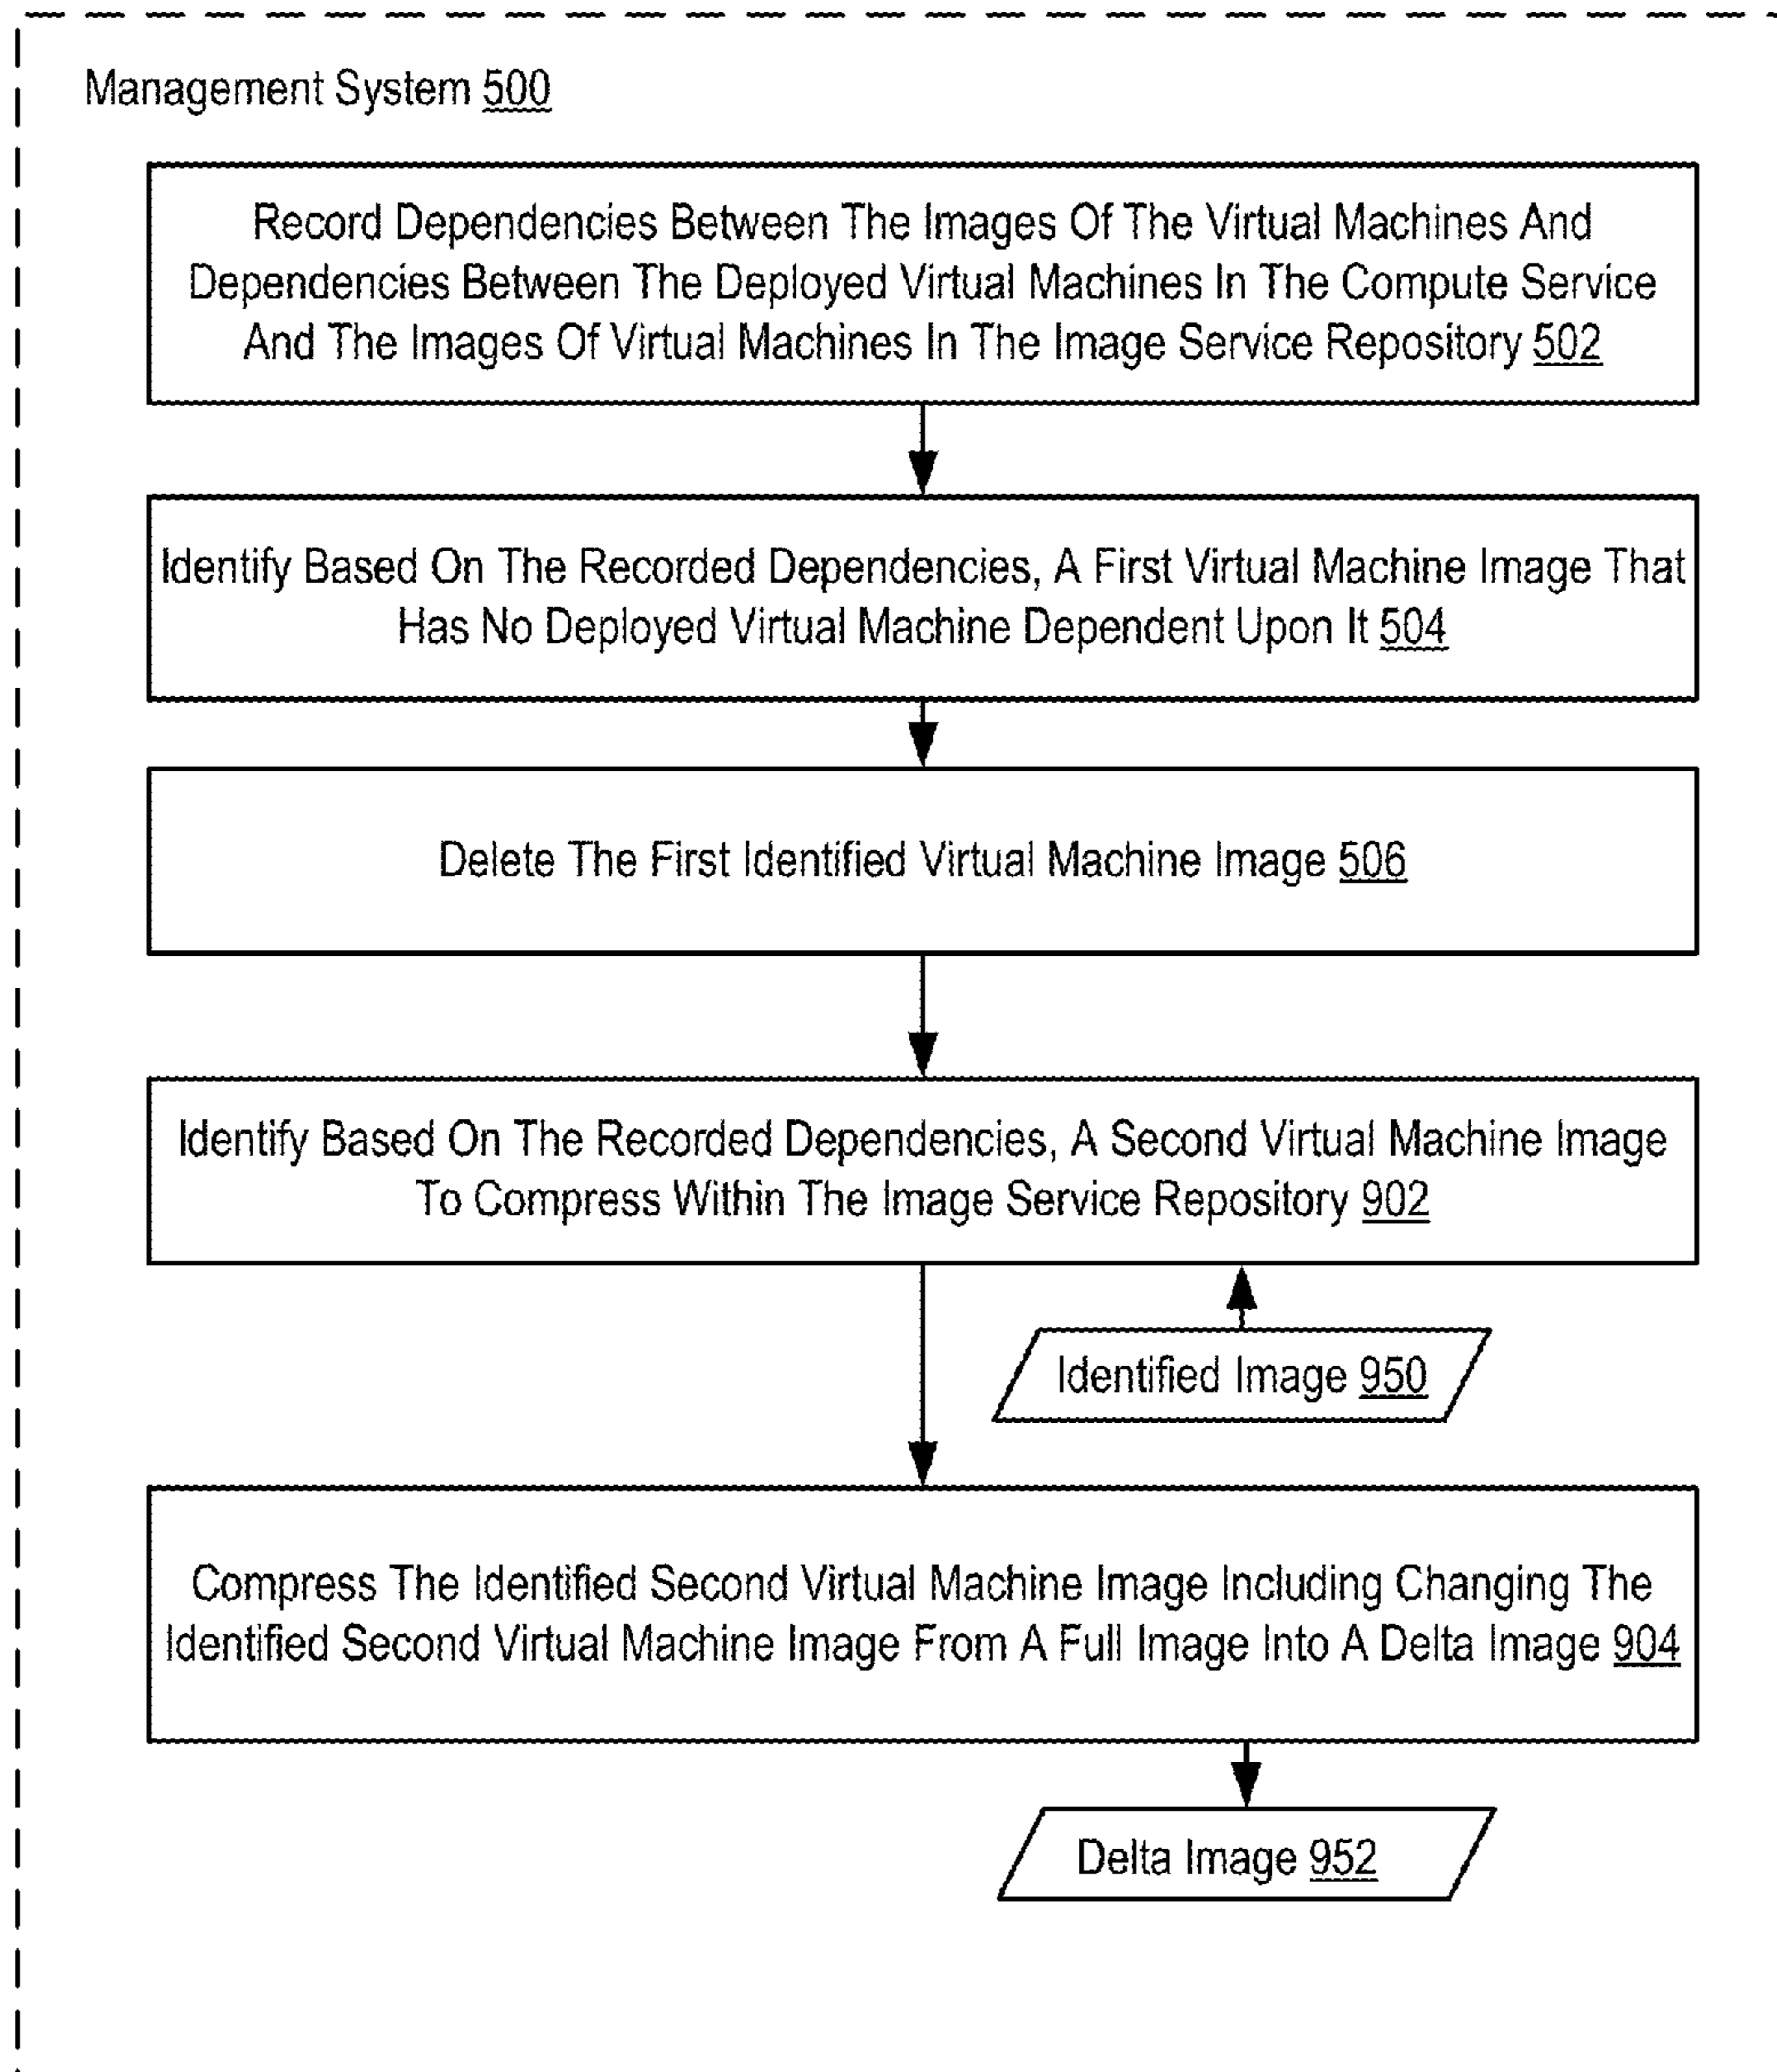 Management System 500
Record Dependencies Between The Images Of The Virtual Machines And
Dependencies Between The Deployed Virtual Machines In The Compute Service
And The Images Of Virtual Machines In The Image Service Repository 502
Identify Based On The Recorded Dependencies, A First Virtual Machine Image That
Has No Deployed Virtual Machine Dependent Upon It 504
Delete The First Identified Virtual Machine Image 506
Identify Based On The Recorded Dependencies, A Second Virtual Machine Image
To Compress Within The Image Service Repository 902
Identified Image 950
Compress The Identified Second Virtual Machine Image Including Changing The
Identified Second Virtual Machine Image From A Full Image Into A Delta Image 904
Delta Image 952